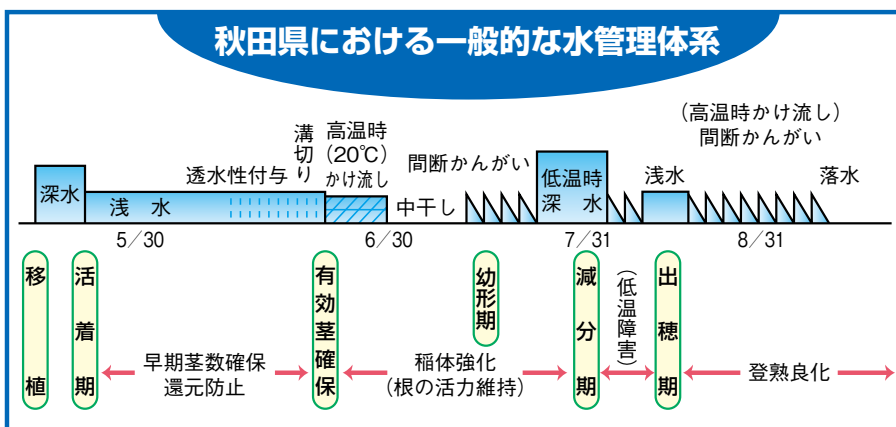 秋田県における一般的な水管理体系
深水
浅 水
透水性付与
溝切り
高温時
(20℃)
かけ流し
中干し
間断かんがい
低温時
深 水
浅水
(高温時かけ流し)
間断かんがい
落水
5/30
6/30
7/31
8/31
移植
活着期
有効茎確保
幼形期
減分期
(低温障害)
出穂期
早期茎数確保
還元防止
稲体強化
(根の活力維持)
登熟良化